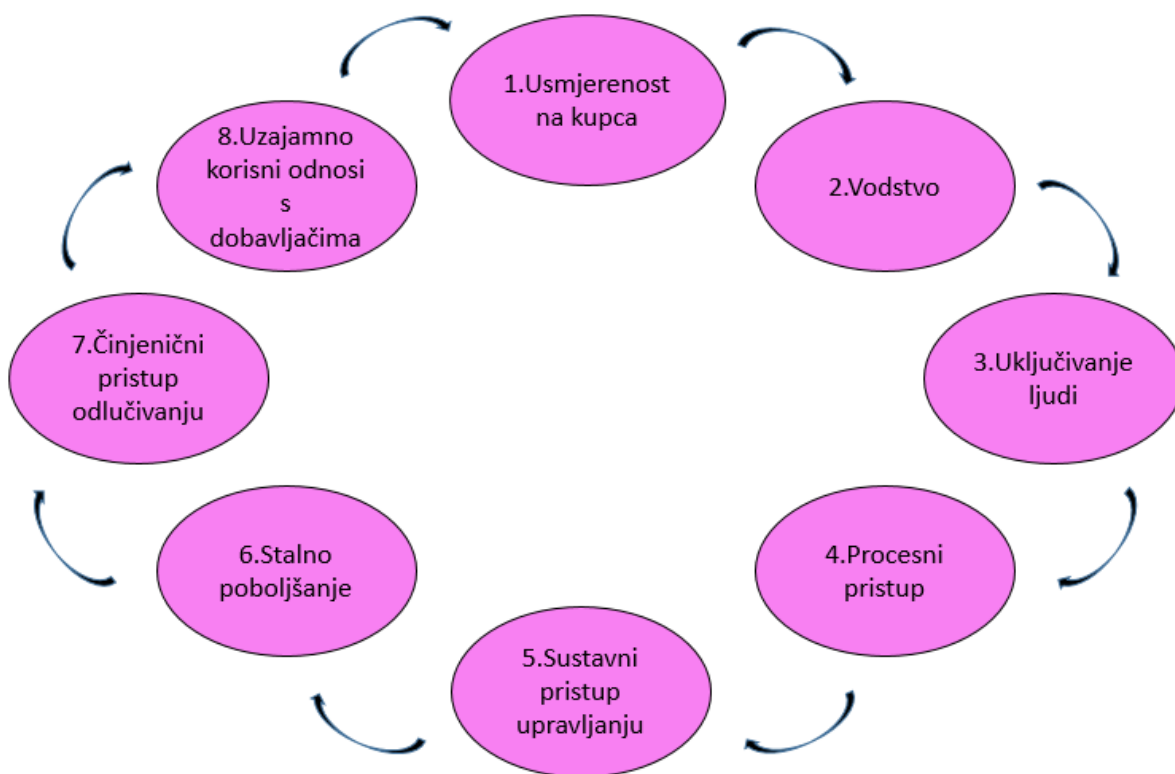 1.Usmjerenost
na kupca
2.Vodstvo
3.Uključivanje
ljudi
4.Procesni
pristup
5.Sustavni
pristup
upravljanju
6.Stalno
poboljšanje
7.Činjenični
pristup
odlučivanju
8.Uzajamno
korisni odnosi
s
dobavljačima